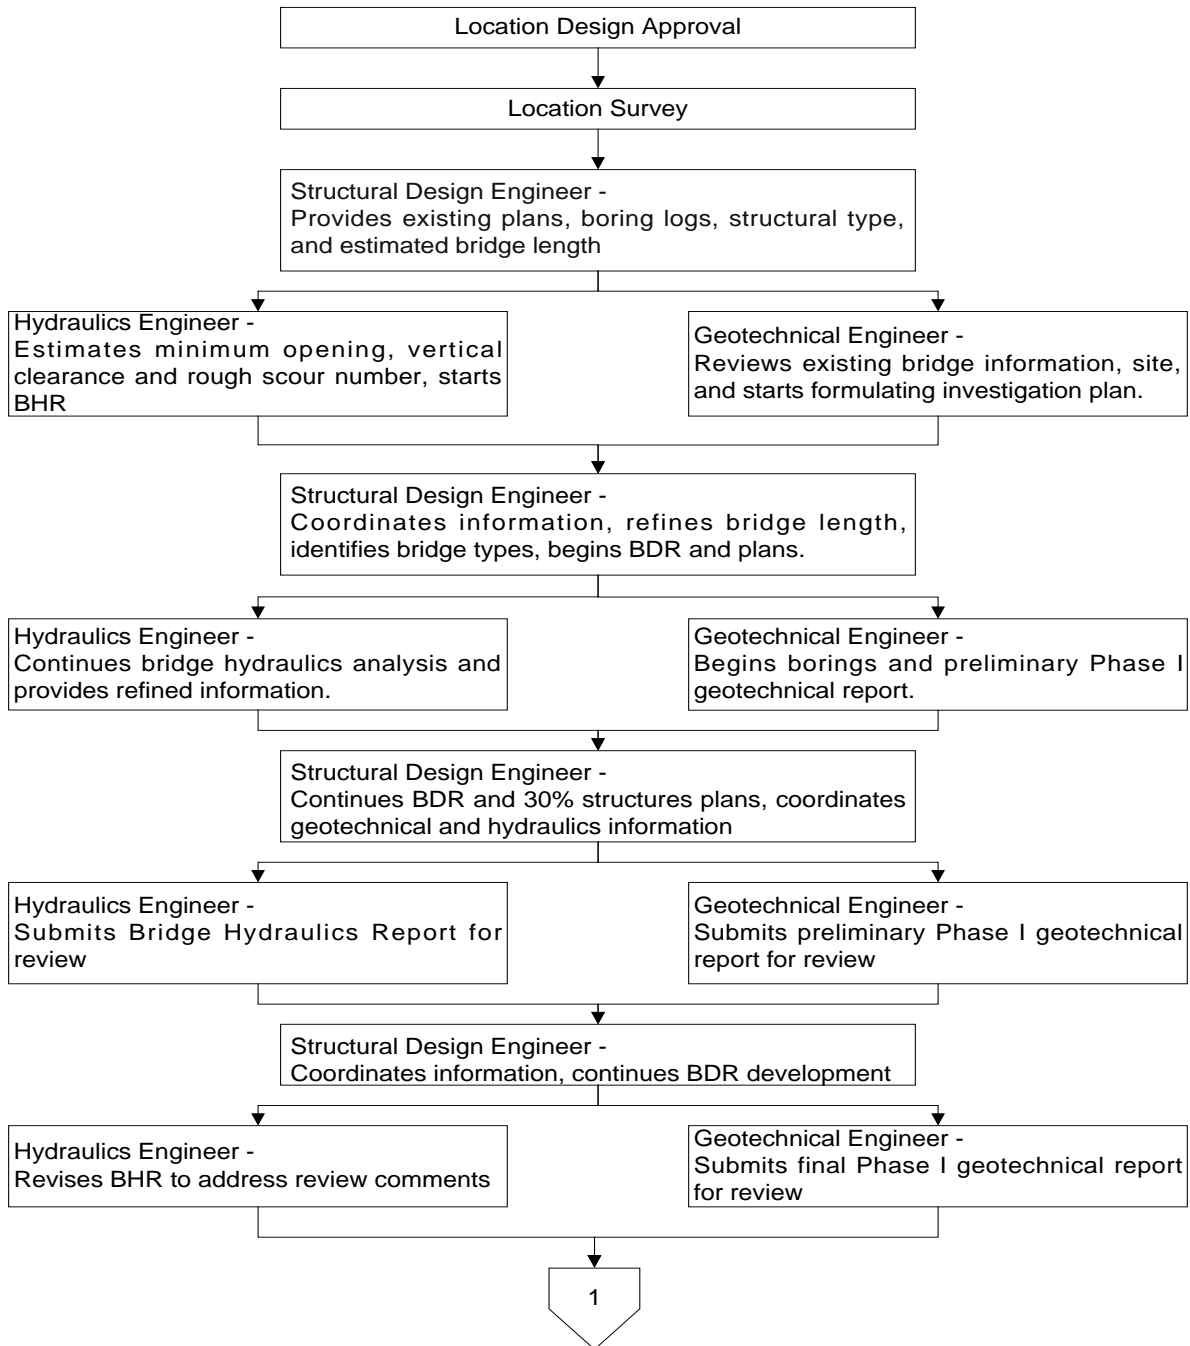 Location Design Approval
Location Survey
Structural Design Engineer -
Provides existing plans, boring logs, structural type,
and estimated bridge length
Hydraulics Engineer -
Estimates minimum opening, vertical
clearance and rough scour number, starts
BHR
Geotechnical Engineer -
Reviews existing bridge information, site,
and starts formulating investigation plan.
Structural Design Engineer -
Coordinates information, refines bridge length,
identifies bridge types, begins BDR and plans.
Hydraulics Engineer -
Continues bridge hydraulics analysis and
provides refined information.
Geotechnical Engineer -
Begins borings and preliminary Phase I
geotechnical report.
Structural Design Engineer -
Continues BDR and 30% structures plans, coordinates
geotechnical and hydraulics information
Hydraulics Engineer -
Submits Bridge Hydraulics Report for
review
Geotechnical Engineer -
Submits preliminary Phase I geotechnical
report for review
Structural Design Engineer -
Coordinates information, continues BDR development
Hydraulics Engineer -
Revises BHR to address review comments
Geotechnical Engineer -
Submits final Phase I geotechnical report
for review
1